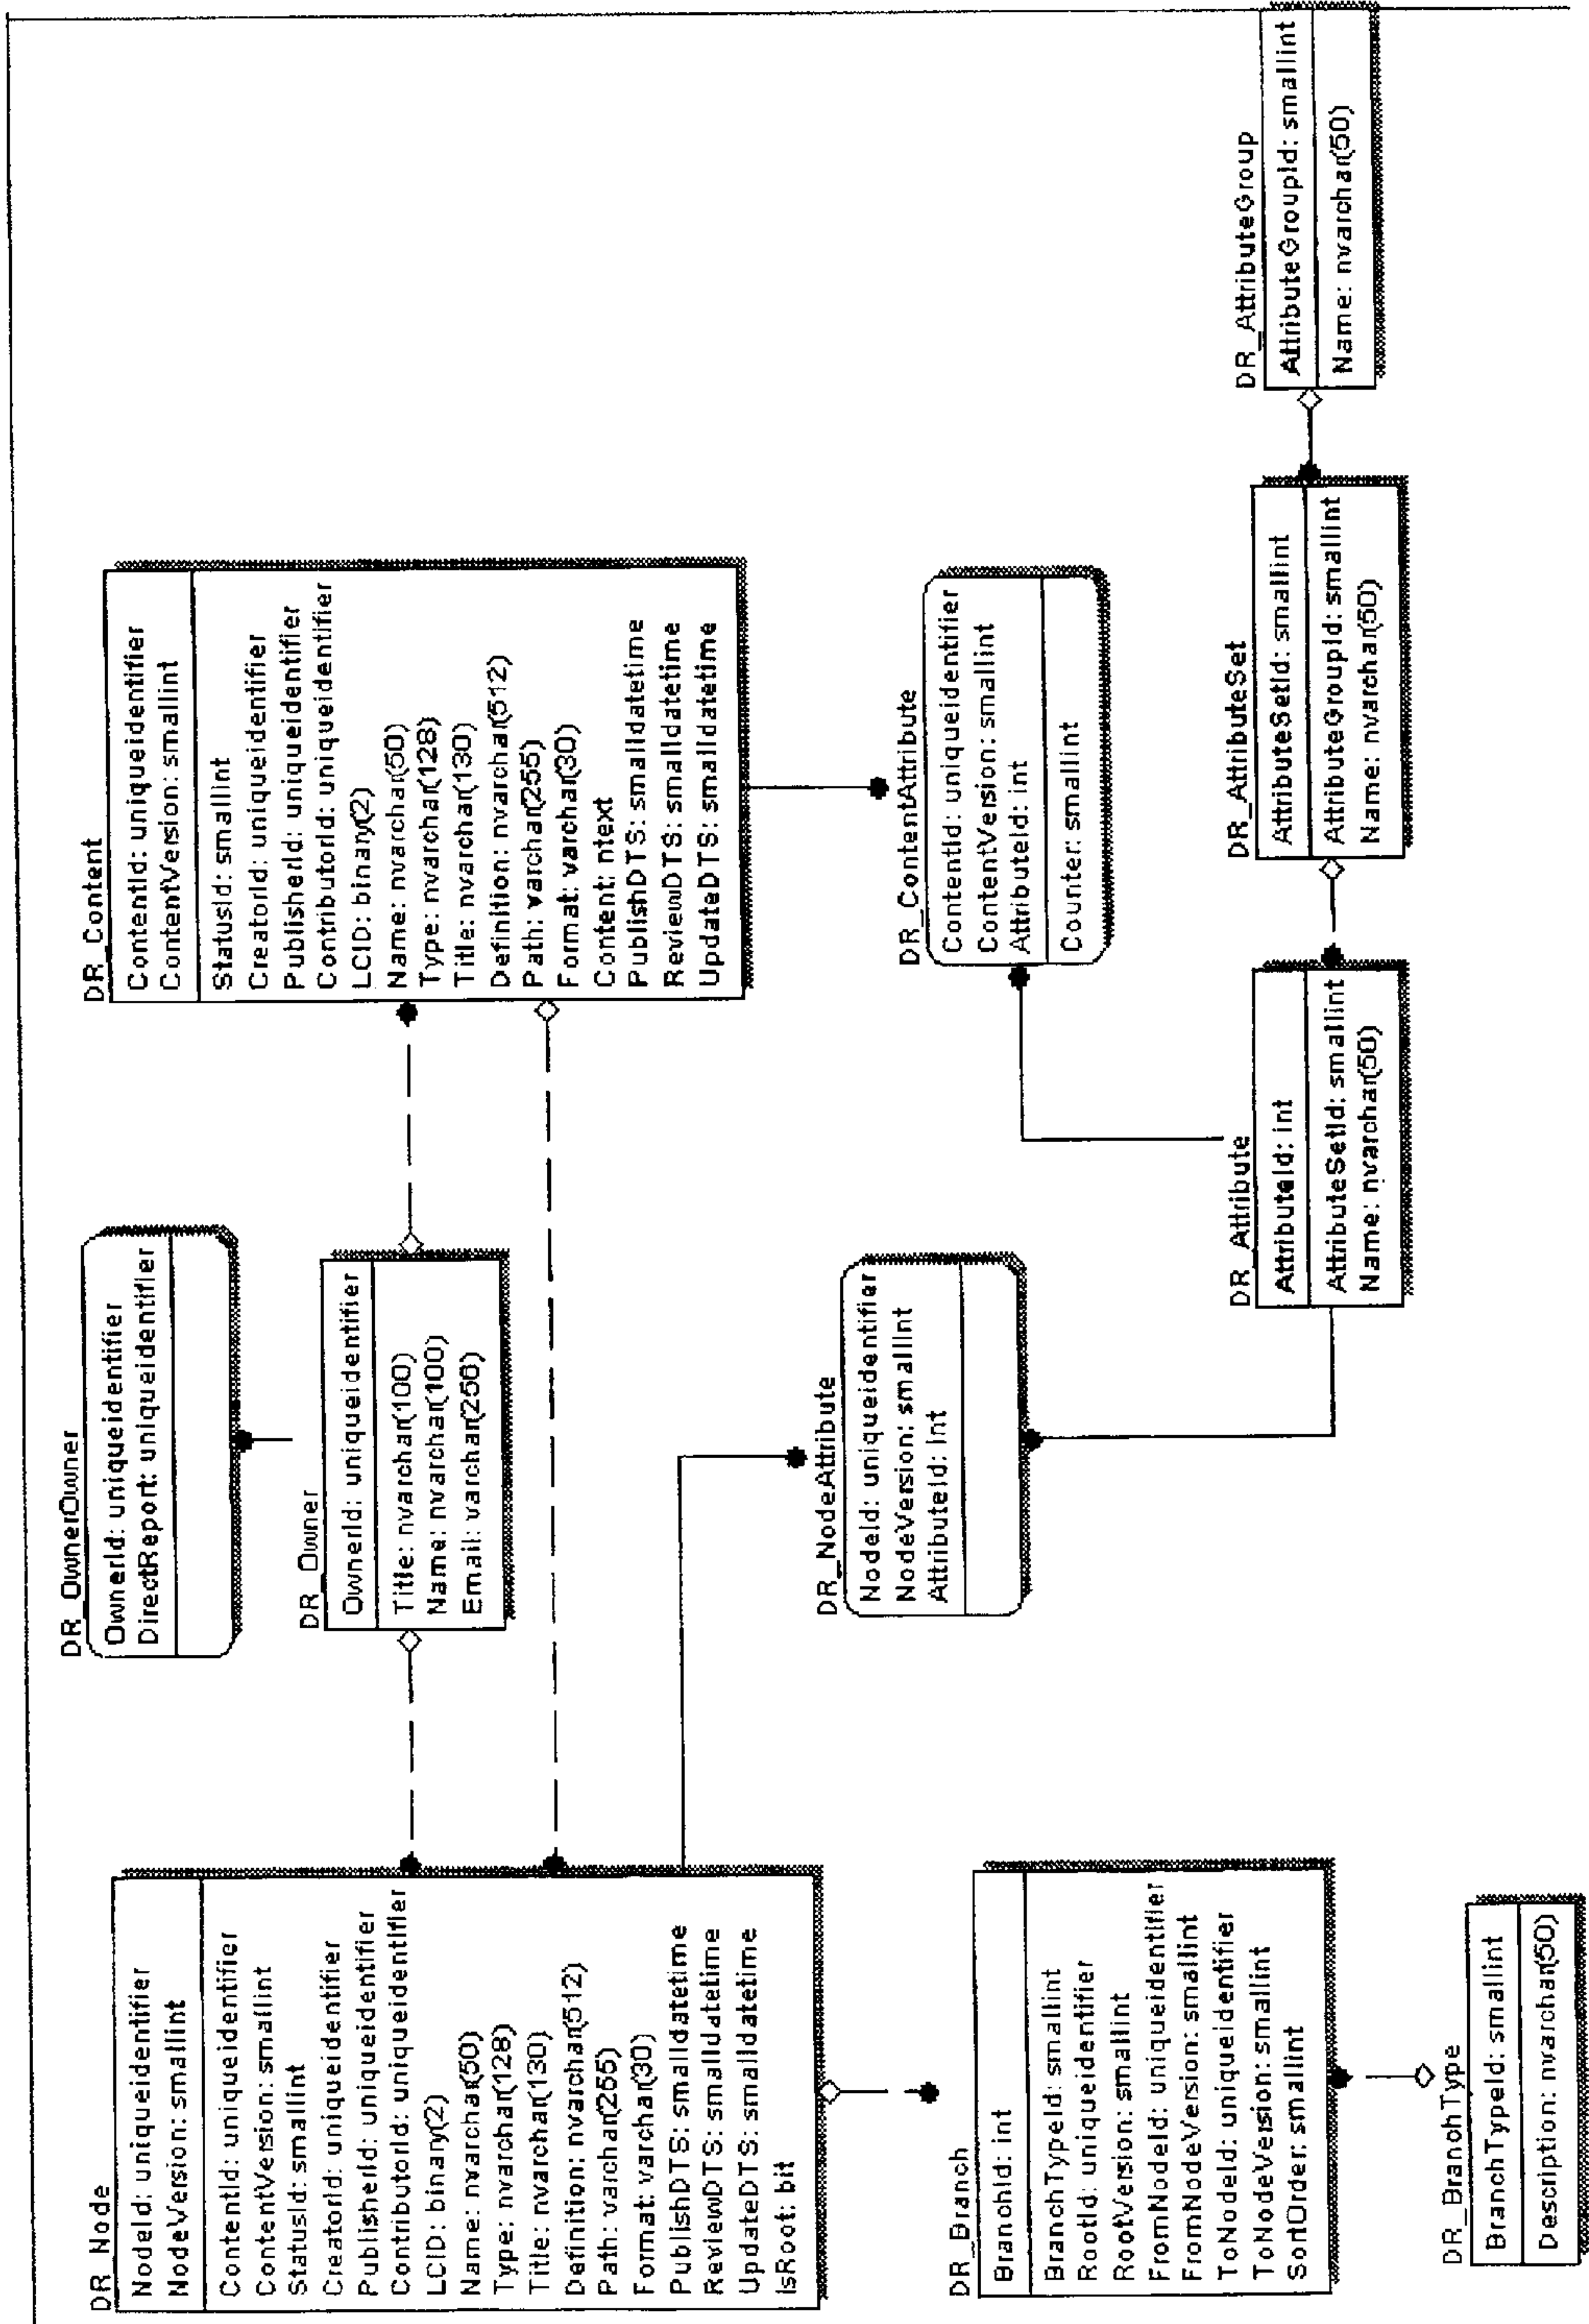 DR_Node
NodeId: uniqueidentifier
NodeVersion: smallint
ContentId: uniqueidentifier
ContentVersion: smallint
StatusId: smallint
CreatorId: uniqueidentifier
PublisherId: uniqueidentifier
ContributorId: uniqueidentifier
LCID: binary(2)
Name: nvarchar(50)
Type: nvarchar(128)
Title: nvarchar(130)
Definition: nvarchar(512)
Path: varchar(255)
Format: varchar(30)
PublishDTS: smalldatetime
ReviewDTS: smalldatetime
UpdateDTS: smalldatetime
IsRoot: bit
DR_OwnerOwner
OwnerId: uniqueidentifier
DirectReport: uniqueidentifier
DR_Owner
OwnerId: uniqueidentifier
Title: nvarchar(100)
Name: nvarchar(100)
Email: varchar(256)
DR_Content
ContentId: uniqueidentifier
ContentVersion: smallint
StatusId: smallint
CreatorId: uniqueidentifier
PublisherId: uniqueidentifier
ContributorId: uniqueidentifier
LCID: binary(2)
Name: nvarchar(50)
Type: nvarchar(128)
Title: nvarchar(130)
Definition: nvarchar(512)
Path: varchar(255)
Format: varchar(30)
Content: ntext
PublishDTS: smalldatetime
ReviewDTS: smalldatetime
UpdateDTS: smalldatetime
DR_Branch
BranchId: int
BranchTypeId: smallint
RootId: uniqueidentifier
RootVersion: smallint
FromNodeId: uniqueidentifier
FromNodeVersion: smallint
ToNodeId: uniqueidentifier
ToNodeVersion: smallint
SortOrder: smallint
DR_NodeAttribute
NodeId: uniqueidentifier
NodeVersion: smallint
AttributeId: int
DR_ContentAttribute
ContentId: uniqueidentifier
ContentVersion: smallint
AttributeId: int
Counter: smallint
DR_Attribute
AttributeId: int
AttributeSetId: smallint
Name: nvarchar(50)
DR_AttributeSet
AttributeSetId: smallint
AttributeGroupId: smallint
Name: nvarchar(50)
DR_AttributeGroup
AttributeGroupId: smallint
Name: nvarchar(50)
DR_BranchType
BranchTypeId: smallint
Description: nvarchar(50)